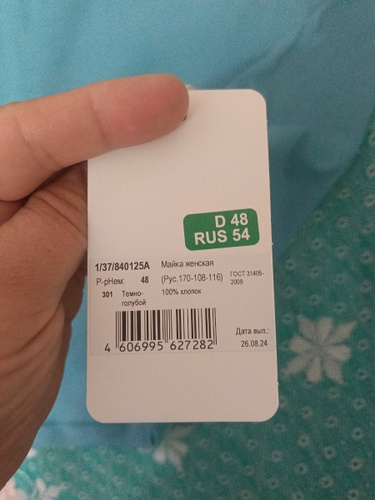 D 48
RUS 54
1/37/840125А Майка женская
Р-рНем: 48 (Рус.170-108-116) ГОСТ 31405-
2009
301 Темно- 100% хлопок
голубой
Дата вып.:
4 606995 627282 26.08.24